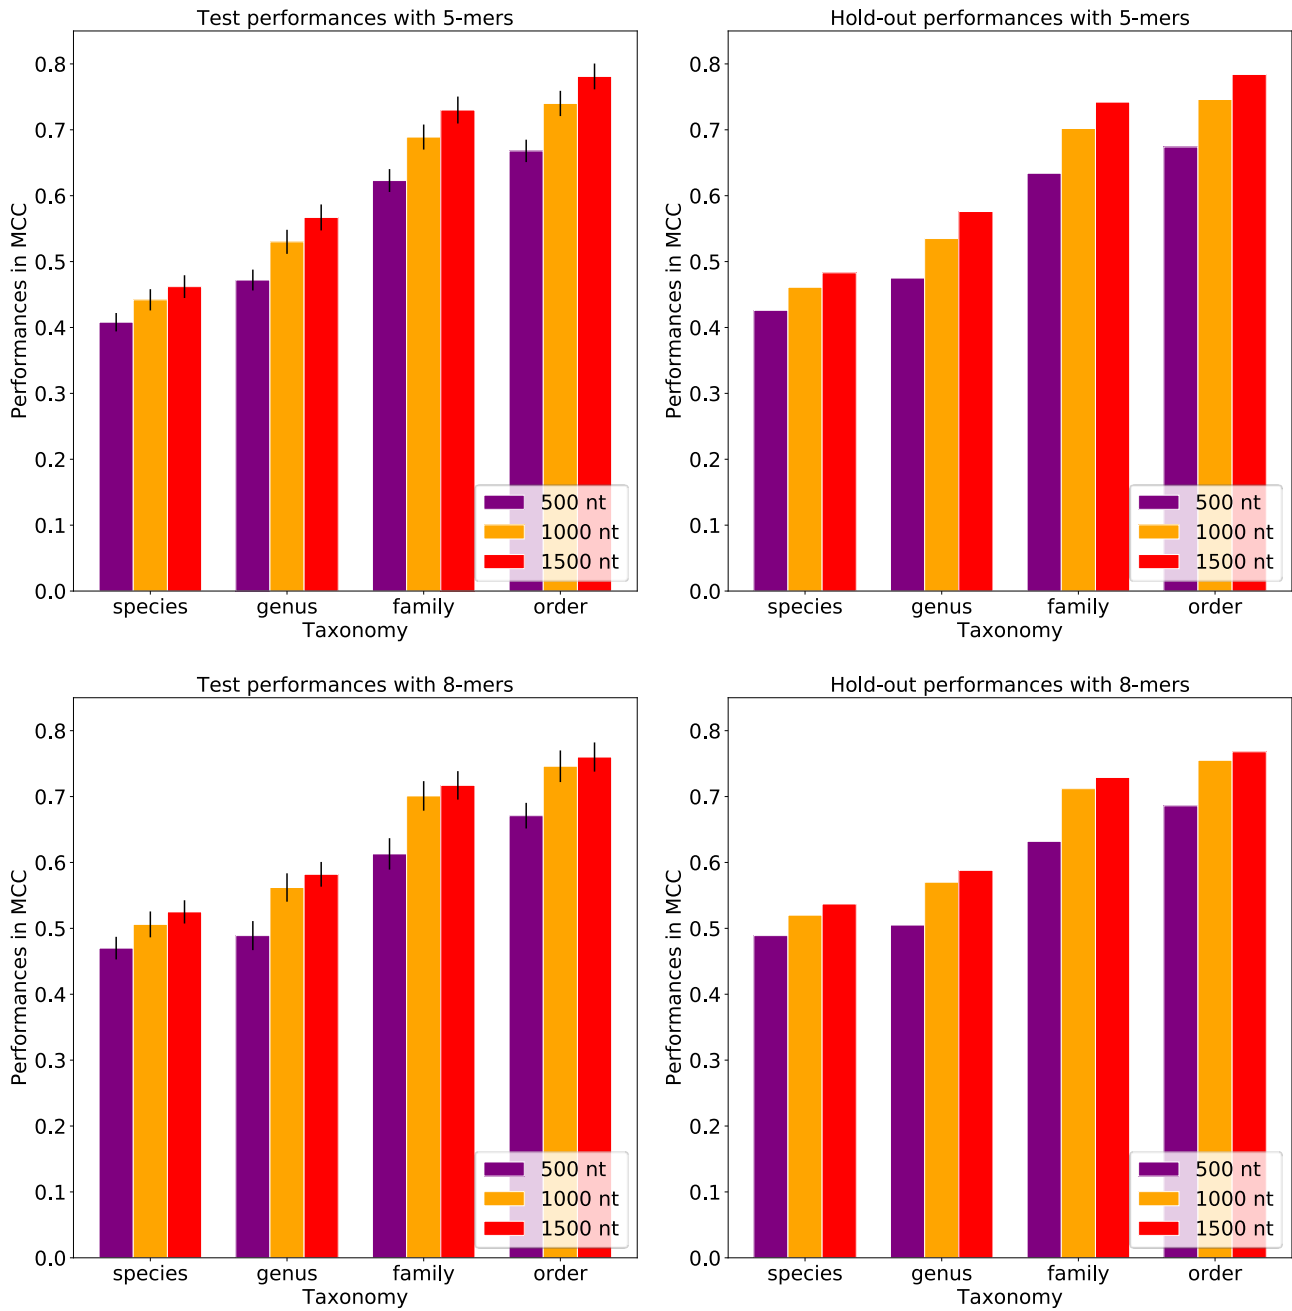 Test performances with 5-mers
Performances in MCC
0.8
0.7
0.6
0.5
0.4
0.3
0.2
0.1
0.0
500 nt
1000 nt
1500 nt
species genus family order
Taxonomy
Hold-out performances with 5-mers
Performances in MCC
0.8
0.7
0.6
0.5
0.4
0.3
0.2
0.1
0.0
500 nt
1000 nt
1500 nt
species genus family order
Taxonomy
Test performances with 8-mers
Performances in MCC
0.8
0.7
0.6
0.5
0.4
0.3
0.2
0.1
0.0
500 nt
1000 nt
1500 nt
species genus family order
Taxonomy
Hold-out performances with 8-mers
Performances in MCC
0.8
0.7
0.6
0.5
0.4
0.3
0.2
0.1
0.0
500 nt
1000 nt
1500 nt
species genus family order
Taxonomy